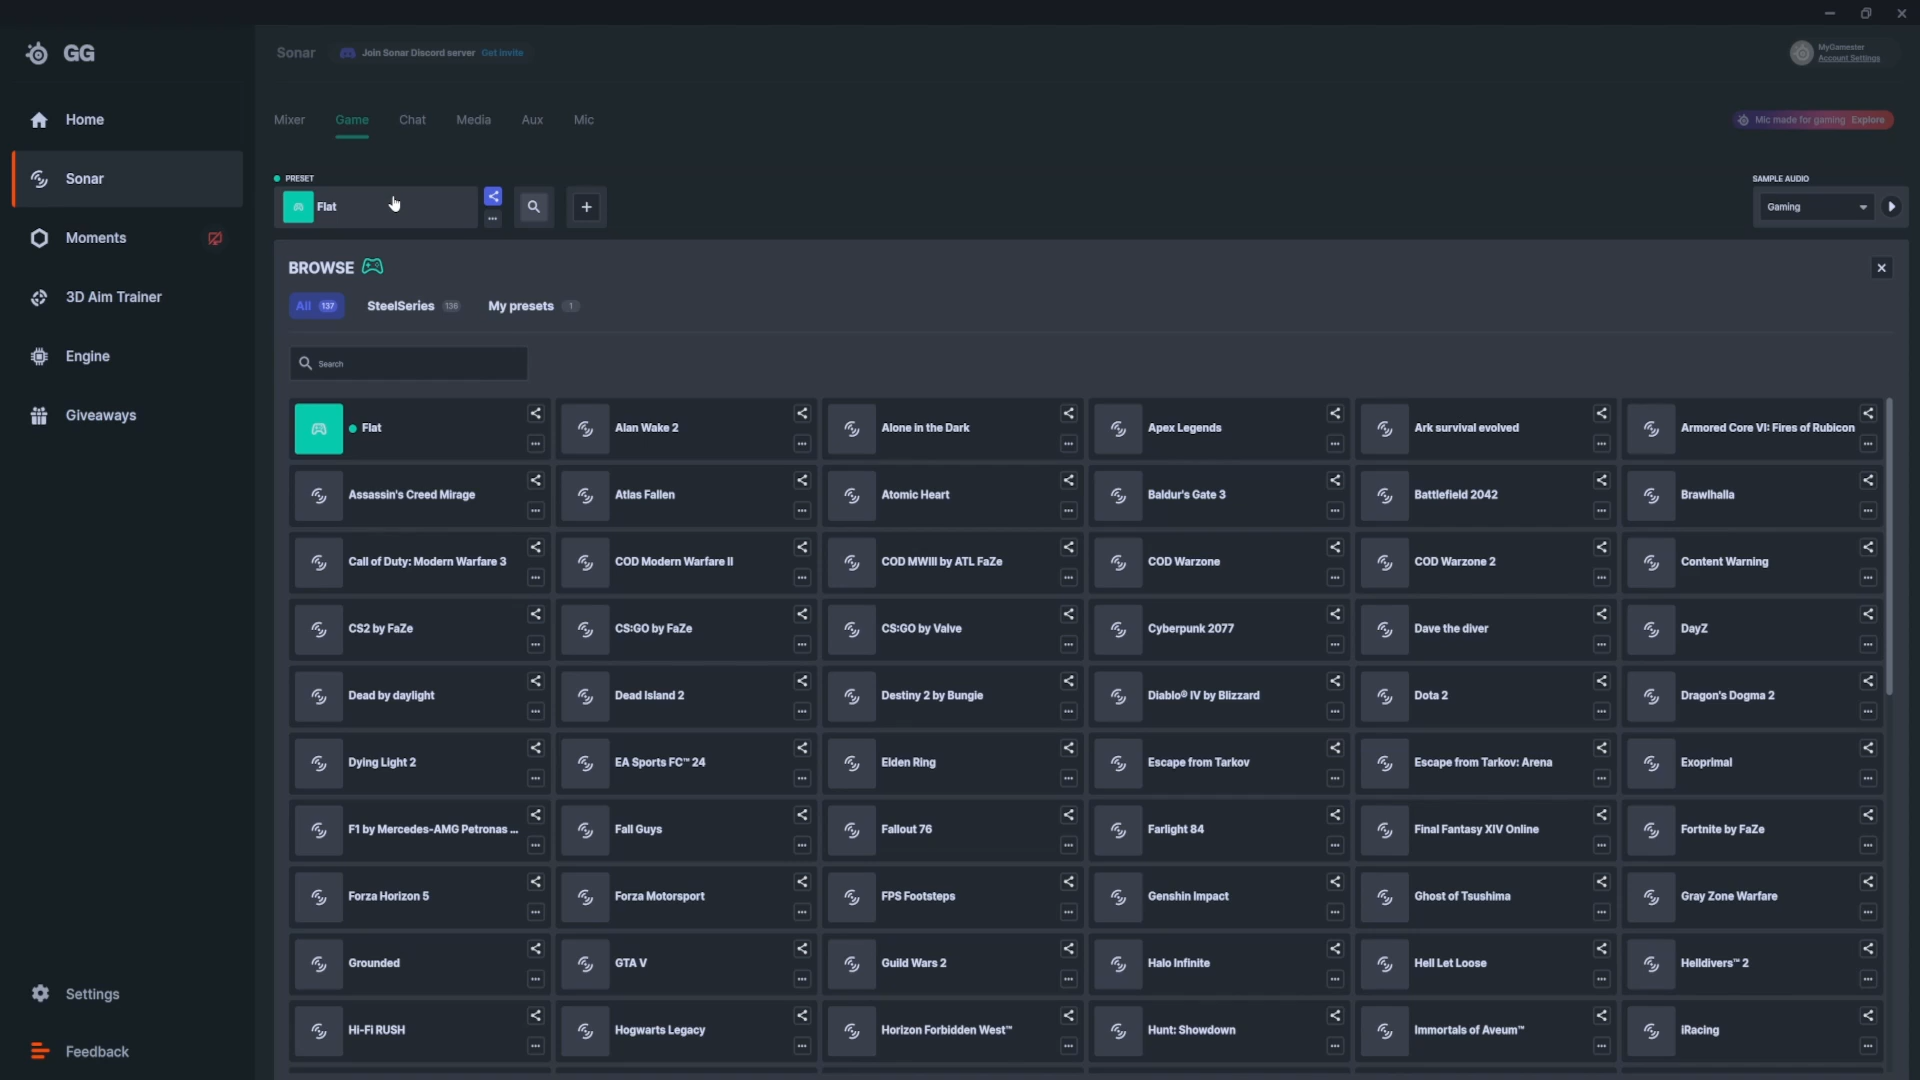 GG
Home
Sonar
Moments
3D Aim Trainer
Engine
Giveaways
Settings
Feedback
Sonar Join Sonar Discord server Get invite
MyGamester
Account Settings
Mixer Game Chat Media Aux Mic
Mic made for gaming Explore
PRESET
Flat
SAMPLE AUDIO
Gaming
BROWSE
All 137 SteelSeries 136 My presets 1
Search
Flat Alan Wake 2 Alone in the Dark Apex Legends Ark survival evolved Armored Core VI: Fires of Rubicon
Assassin's Creed Mirage Atlas Fallen Atomic Heart Baldur's Gate 3 Battlefield 2042 Brawlhalla
Call of Duty: Modern Warfare 3 COD Modern Warfare II COD MWIII by ATL FaZe COD Warzone COD Warzone 2 Content Warning
CS2 by FaZe CS:GO by FaZe CS:GO by Valve Cyberpunk 2077 Dave the diver DayZ
Dead by daylight Dead Island 2 Destiny 2 by Bungie Diablo® IV by Blizzard Dota 2 Dragon's Dogma 2
Dying Light 2 EA Sports FC™ 24 Elden Ring Escape from Tarkov Escape from Tarkov: Arena Exoprimal
F1 by Mercedes-AMG Petronas ... Fall Guys Fallout 76 Farlight 84 Final Fantasy XIV Online Fortnite by FaZe
Forza Horizon 5 Forza Motorsport FPS Footsteps Genshin Impact Ghost of Tsushima Gray Zone Warfare
Grounded GTA V Guild Wars 2 Halo Infinite Hell Let Loose Helldivers™ 2
Hi-Fi RUSH Hogwarts Legacy Horizon Forbidden West™ Hunt: Showdown Immortals of Aveum™ iRacing